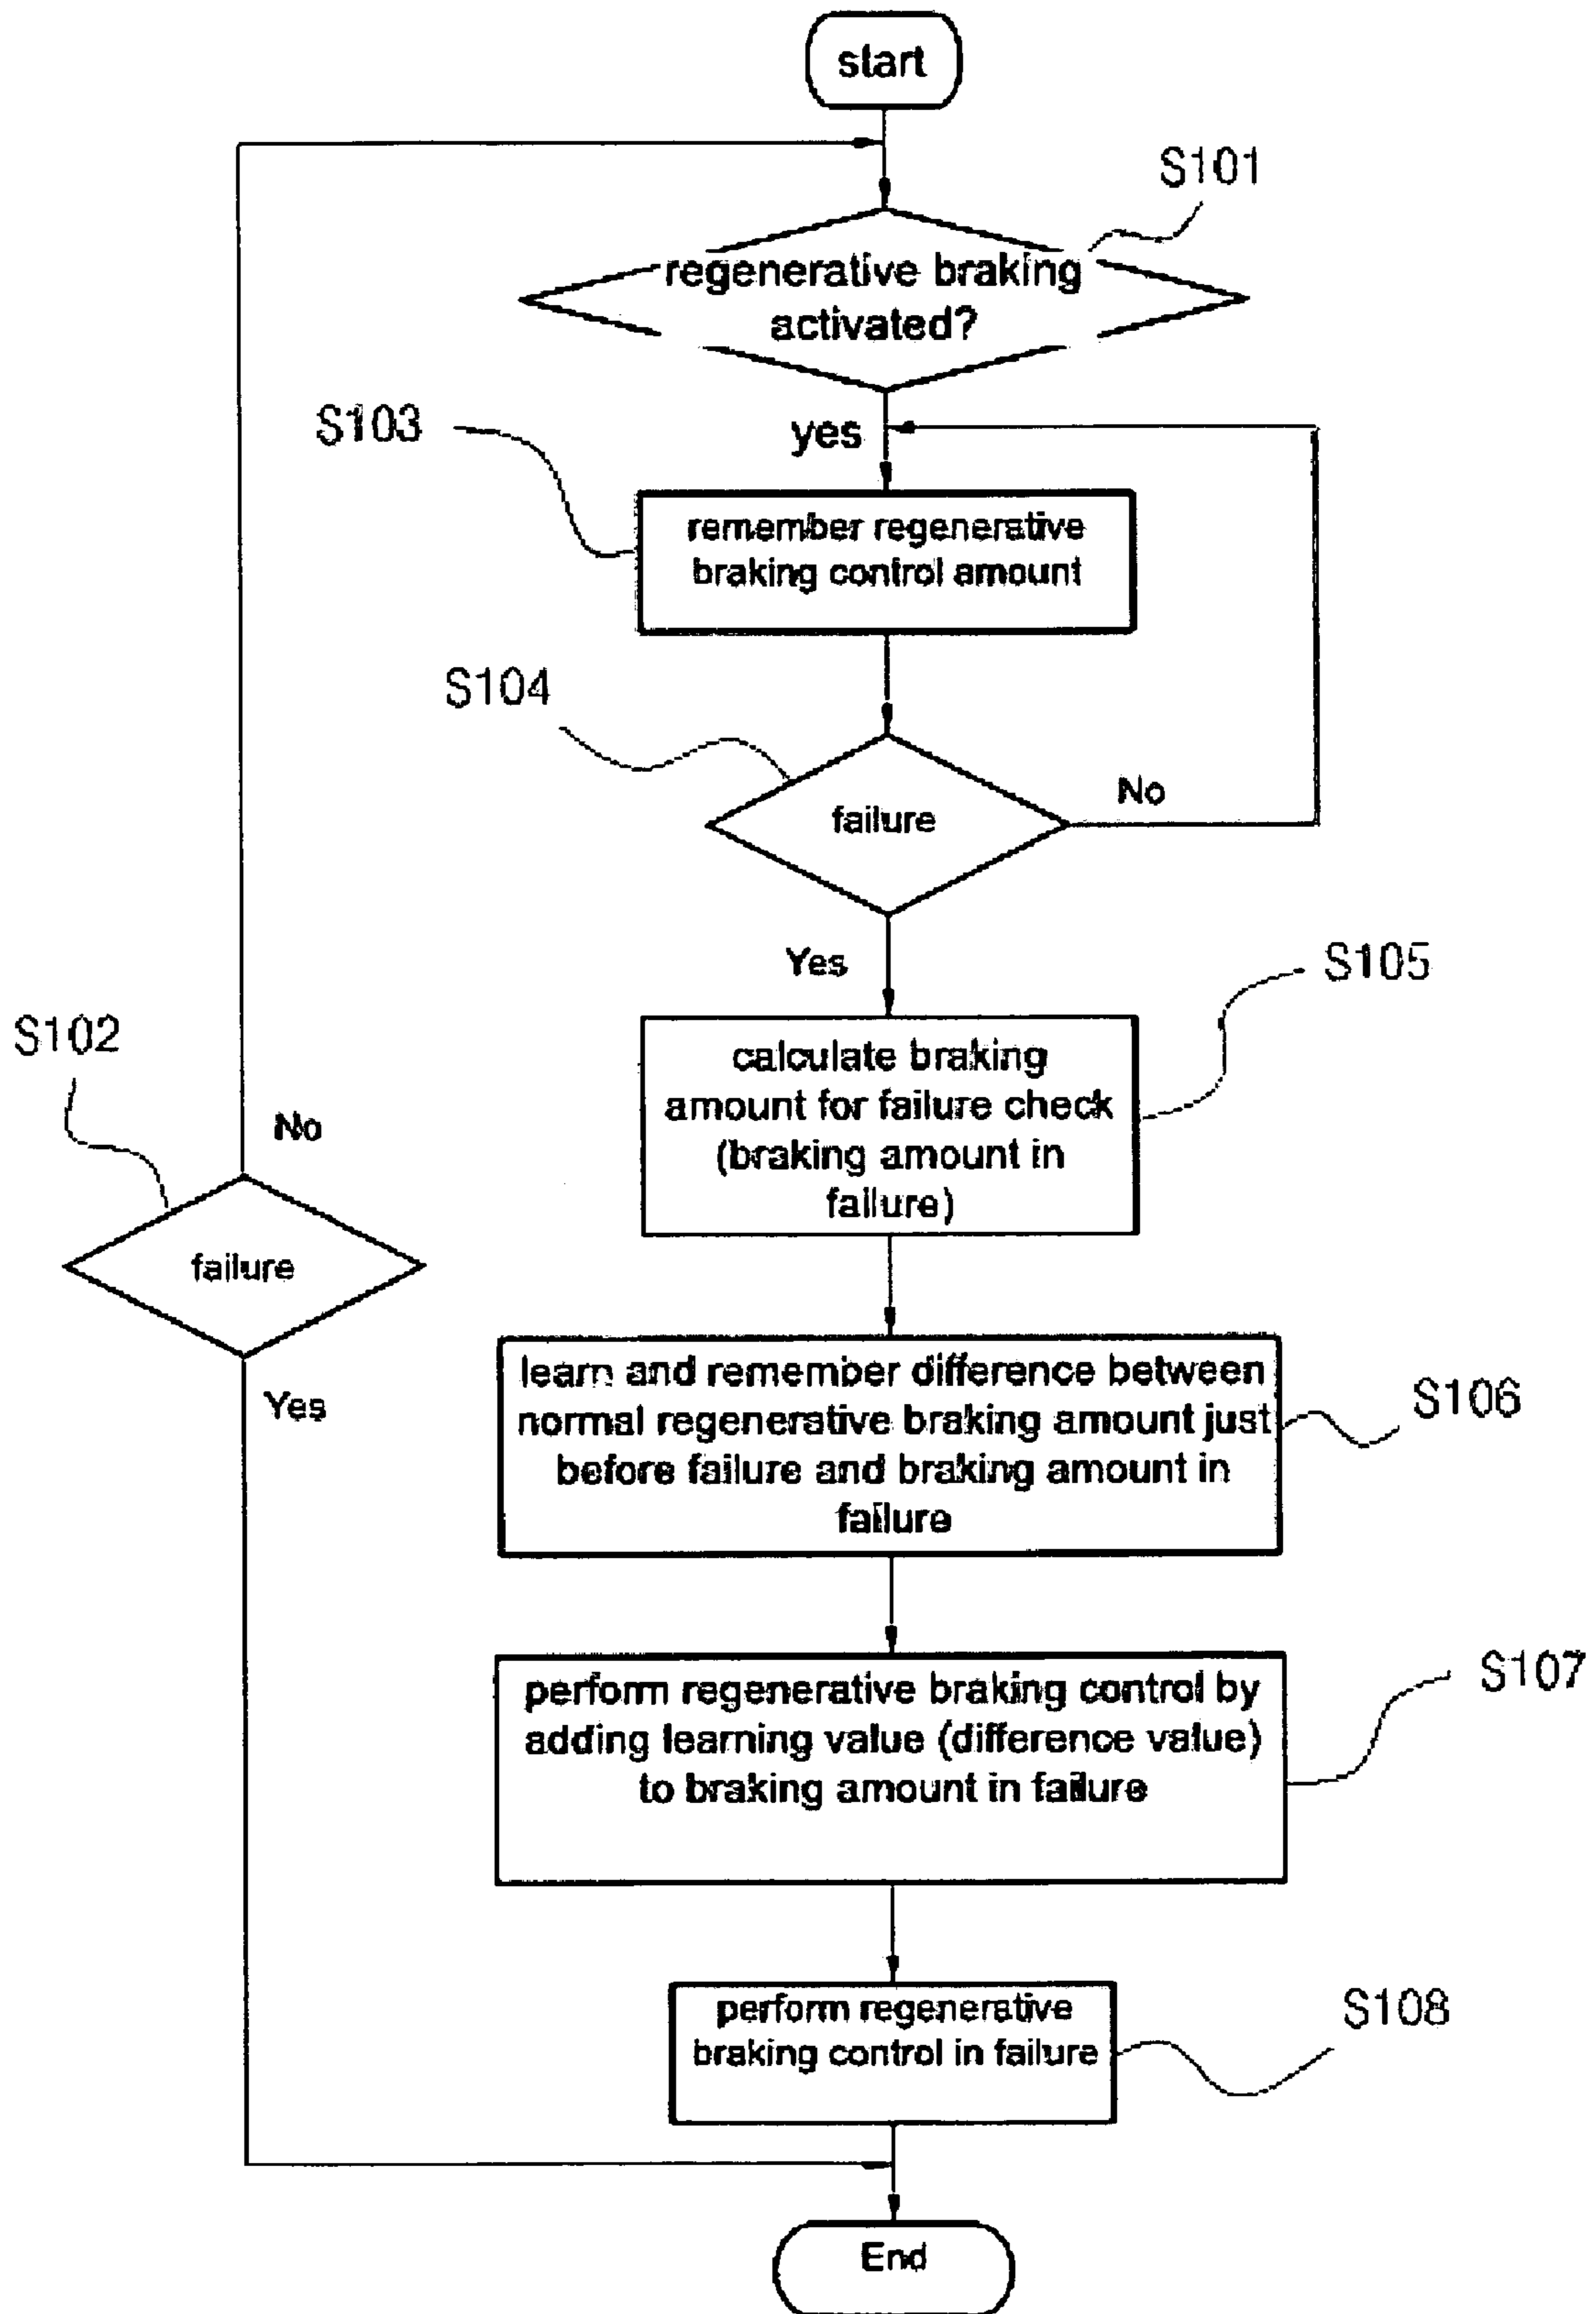 start
S101
regenerative braking
activated?
S103
yes
remember regenerative
braking control amount
S104
failure
No
Yes
S105
calculate braking
amount for failure check
(braking amount in
failure)
S102
No
failure
Yes
learn and remember difference between
normal regenerative braking amount just
before failure and braking amount in
failure
S106
perform regenerative braking control by
adding learning value (difference value)
to braking amount in failure
S107
perform regenerative
braking control in failure
S108
End